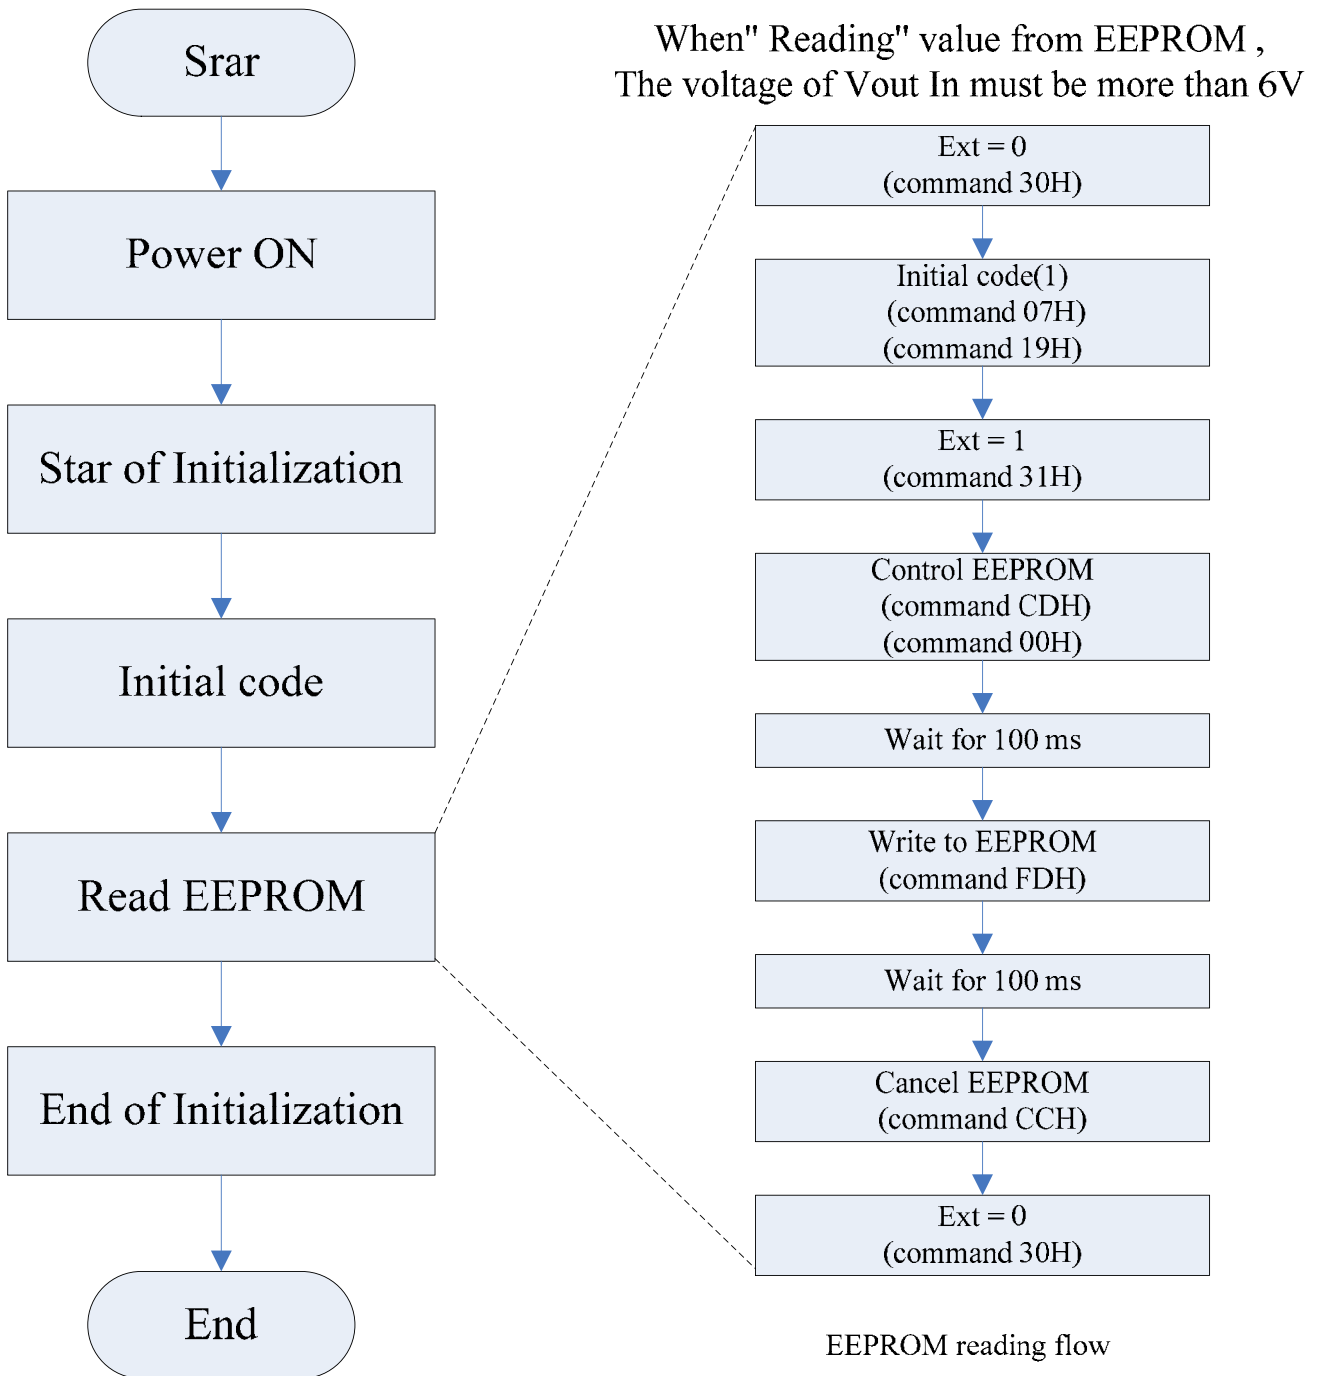 Srar
Power ON
Star of Initialization
Initial code
Read EEPROM
End of Initialization
End
When" Reading" value from EEPROM ,
The voltage of Vout In must be more than 6V
Ext = 0
(command 30H)
Initial code(1)
(command 07H)
(command 19H)
Ext = 1
(command 31H)
Control EEPROM
(command CDH)
(command 00H)
Wait for 100 ms
Write to EEPROM
(command FDH)
Wait for 100 ms
Cancel EEPROM
(command CCH)
Ext = 0
(command 30H)
EEPROM reading flow